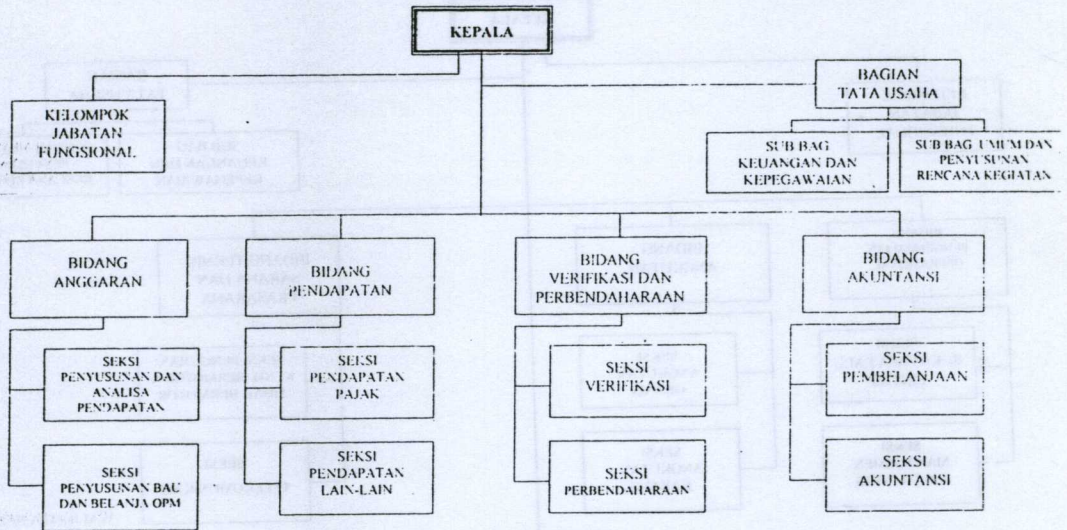 KEPALA
BAGIAN
TATA USAHA
KELOMPOK
JABATAN
FUNGSIONAL
SUB BAG
KEUANGAN DAN
KEPEGAWAIAN
SUB BAG UMUM DAN
PENYUSUNAN
RENCANA KEGIATAN
BIDANG
ANGGARAN
BIDANG
PENDAPATAN
BIDANG
VERIFIKASI DAN
PERBENDAHARAAN
BIDANG
AKUNTANSI
SEKSI
PENYUSUNAN DAN
ANALISA
PENDAPATAN
SEKSI
PENDAPATAN
PAJAK
SEKSI
VERIFIKASI
SEKSI
PEMBELANJAAN
SEKSI
PENYUSUNAN BAU
DAN BELANJA OPM
SEKSI
PENDAPATAN
LAIN-LAIN
SEKSI
PERBENDAHARAAN
SEKSI
AKUNTANSI